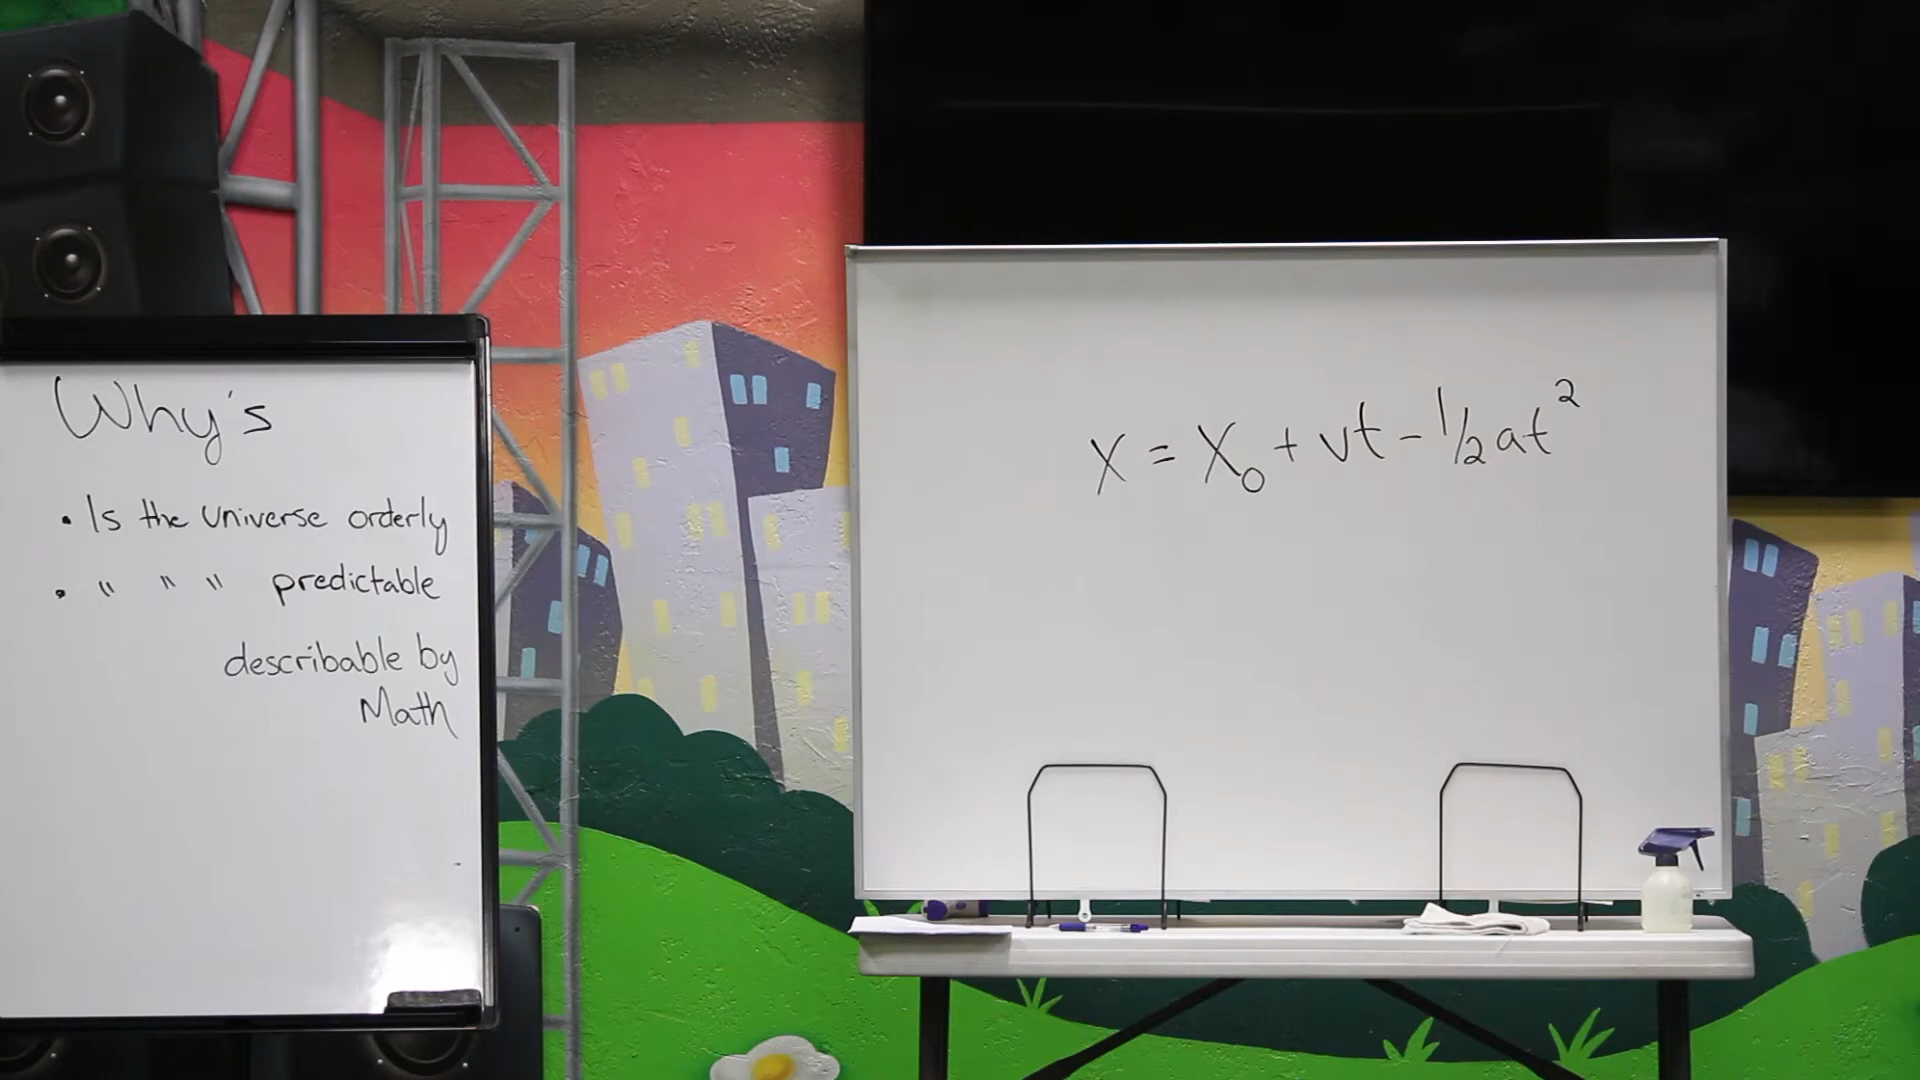 Why's
• Is the Universe orderly
• " " " predictable
describable by
Math
X = X₀ + vt - 1/2 at²